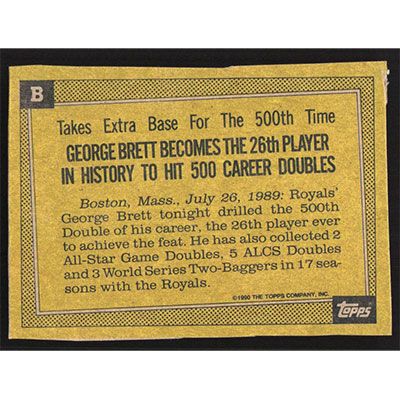 B
Takes Extra Base For The 500th Time
GEORGE BRETT BECOMES THE 26th PLAYER
IN HISTORY TO HIT 500 CAREER DOUBLES
Boston, Mass., July 26, 1989: Royals'
George Brett tonight drilled the 500th
Double of his career, the 26th player ever
to achieve the feat. He has also collected 2
All-Star Game Doubles, 5 ALCS Doubles
and 3 World Series Two-Baggers in 17 sea-
sons with the Royals.
©1990 THE TOPPS COMPANY, INC.
TOPPS